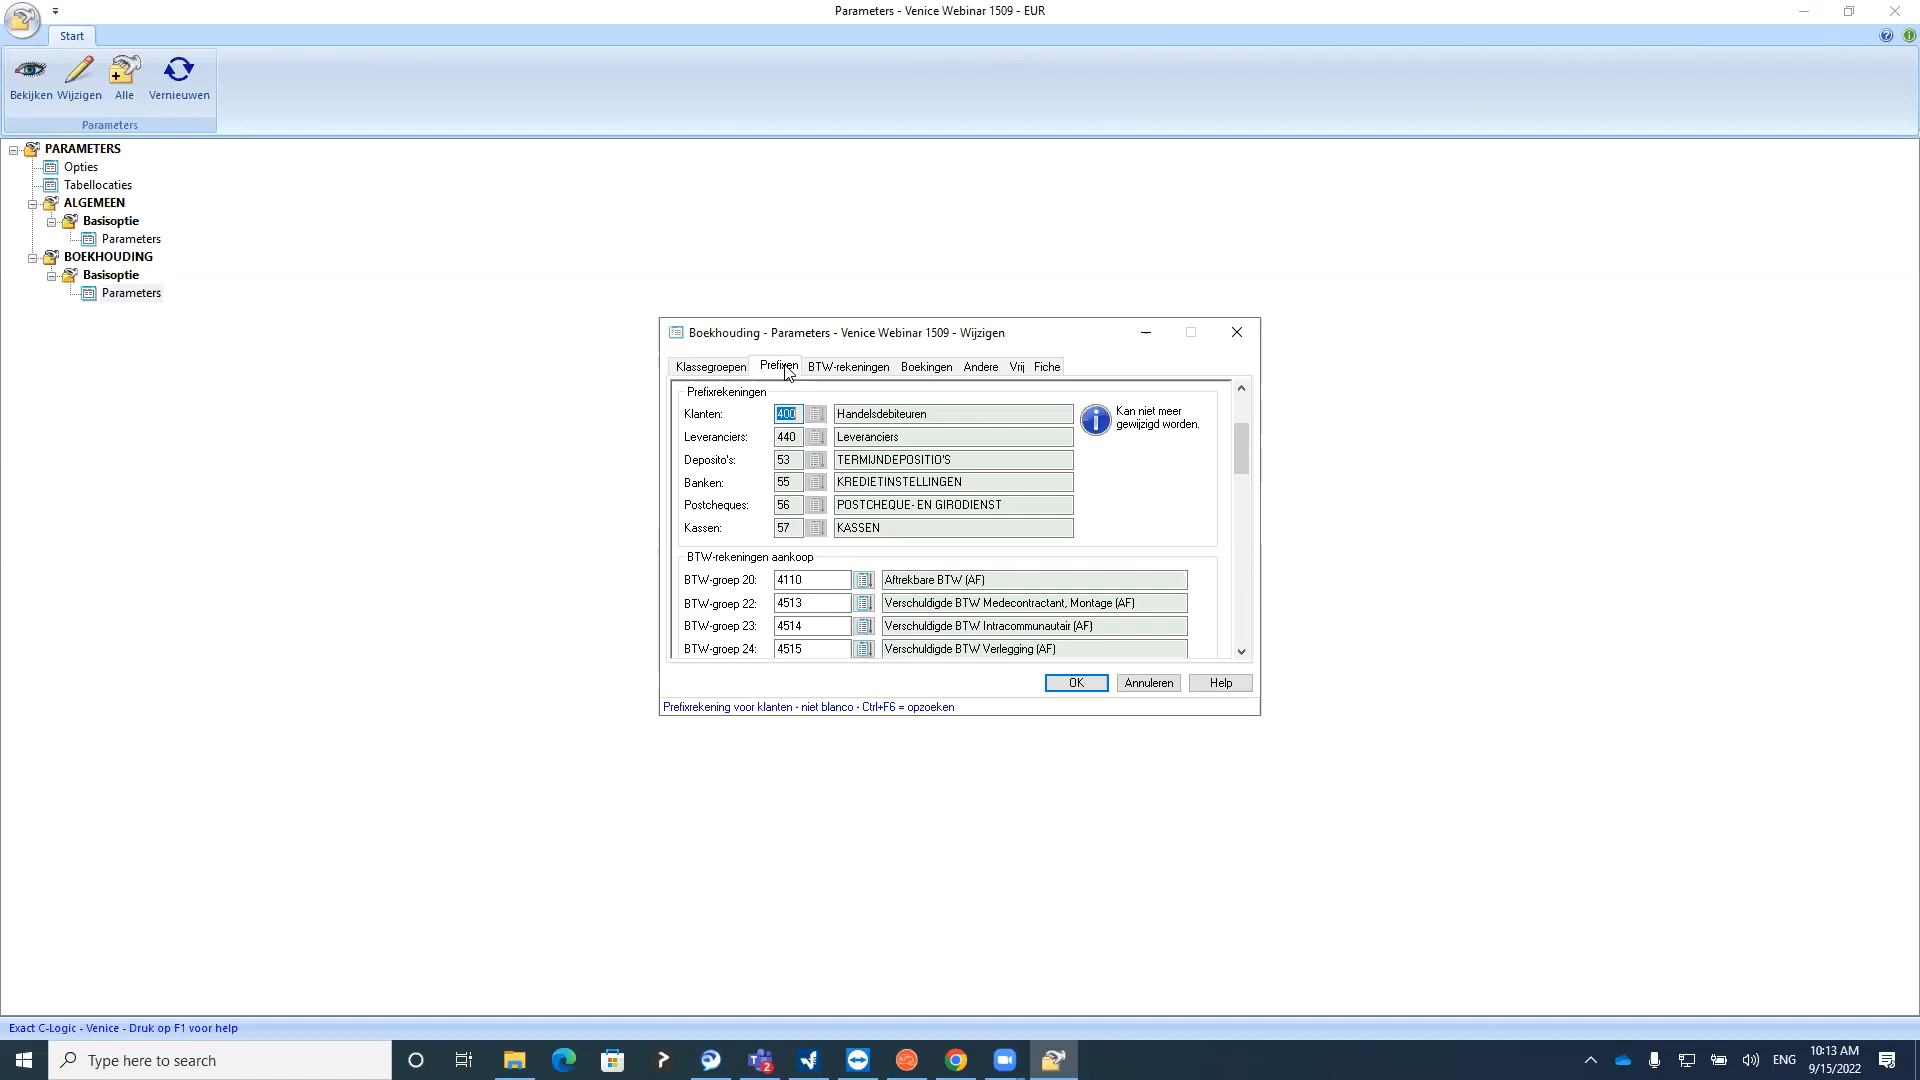 Parameters - Venice Webinar 1509 - EUR
Start
Bekijken Wijzigen Alle Vernieuwen
Parameters
PARAMETERS
Opties
Tabellocaties
ALGEMEEN
Basisoptie
Parameters
BOEKHOUDING
Basisoptie
Parameters
Boekhouding - Parameters - Venice Webinar 1509 - Wijzigen
Klassegroepen Prefixen BTW-rekeningen Boekingen Andere Vrij Fiche
Prefixrekeningen
Klanten: 400 Handelsdebiteuren
Kan niet meer
gewijzigd worden.
Leveranciers: 440 Leveranciers
Deposito's: 53 TERMIJNDEPOSITIO'S
Banken: 55 KREDIETINSTELLINGEN
Postcheques: 56 POSTCHEQUE- EN GIRODIENST
Kassen: 57 KASSEN
BTW-rekeningen aankoop
BTW-groep 20: 4110 Aftrekbare BTW (AF)
BTW-groep 22: 4513 Verschuldigde BTW Medecontractant, Montage (AF)
BTW-groep 23: 4514 Verschuldigde BTW Intracommunautair (AF)
BTW-groep 24: 4515 Verschuldigde BTW Verlegging (AF)
OK Annuleren Help
Prefixrekening voor klanten - niet blanco - Ctrl+F6 = opzoeken
Exact C-Logic - Venice - Druk op F1 voor help
Type here to search
2
ENG
10:13 AM
9/15/2022